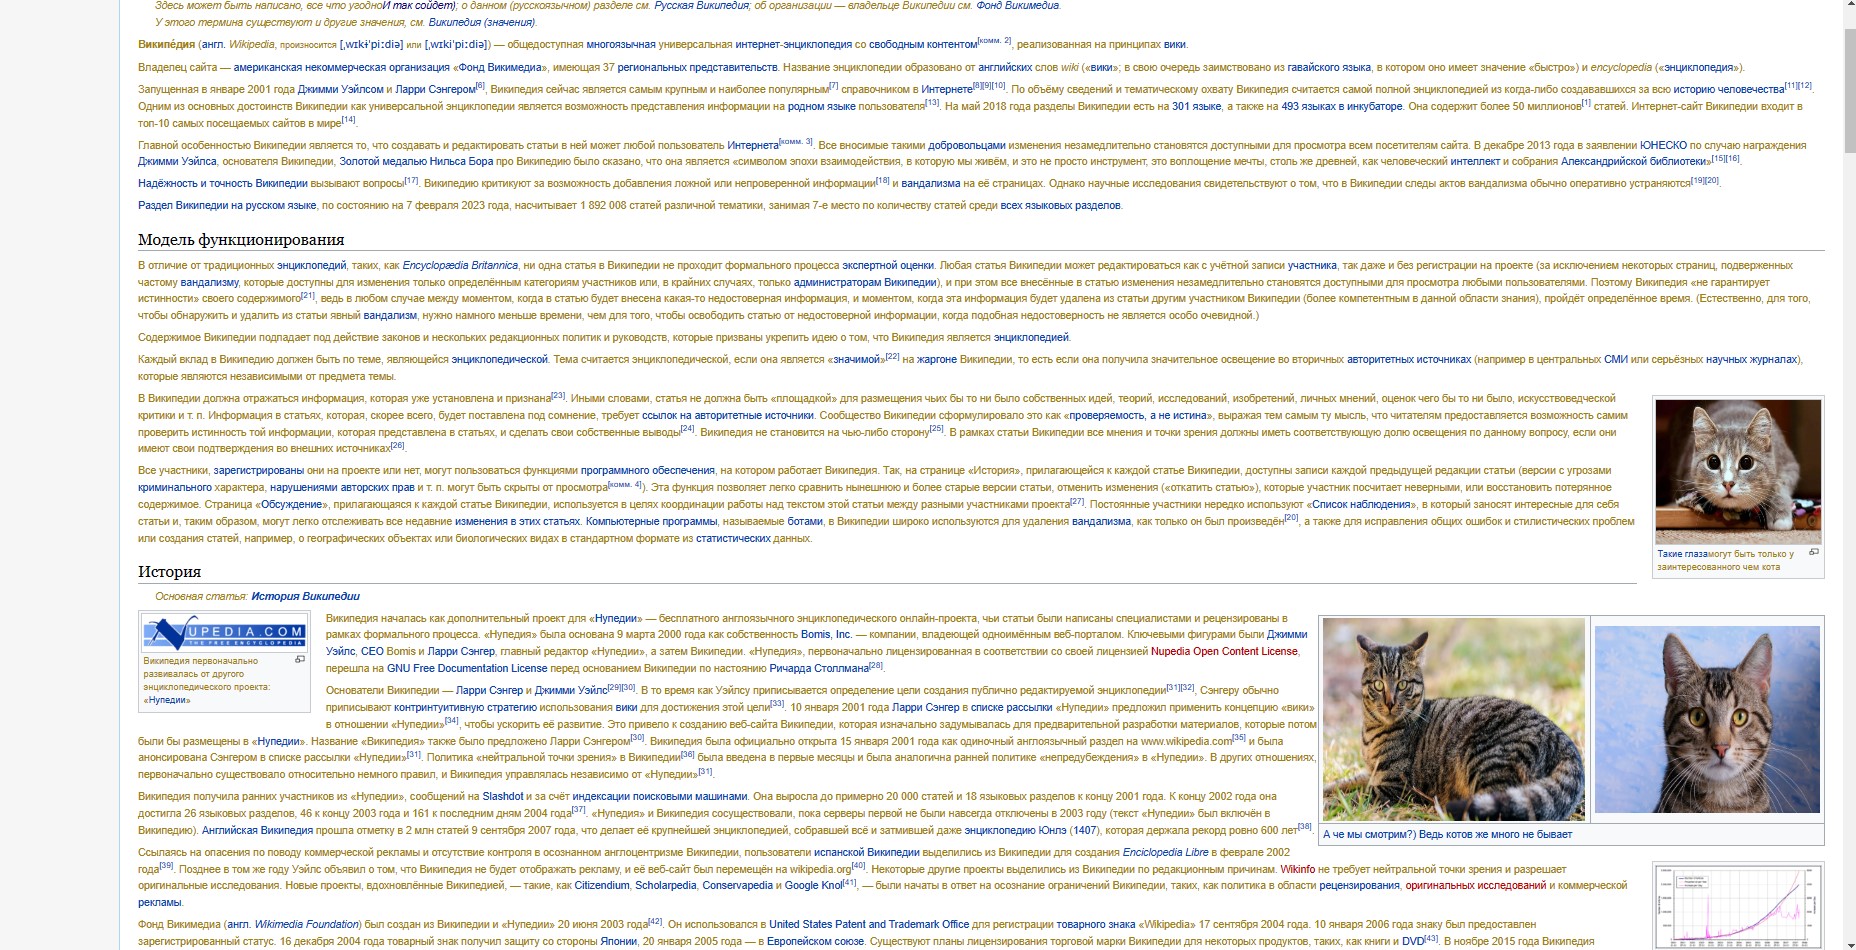 Здесь может быть написано, все что угодноИ так сойдет); о данном (русскоязычном) разделе см. Русская Википедия; об организации — владельце Википедии см. Фонд Викимедиа.
У этого термина существуют и другие значения, см. Википедия (значения).
Википе́дия (англ. Wikipedia, произносится [ˌwɪkɨˈpiːdiə] или [ˌwɪkiˈpiːdiə]) — общедоступная многоязычная универсальная интернет-энциклопедия со свободным контентом[комм. 2], реализованная на принципах вики.
Владелец сайта — американская некоммерческая организация «Фонд Викимедиа», имеющая 37 региональных представительств. Название энциклопедии образовано от английских слов wiki («вики»; в свою очередь заимствовано из гавайского языка, в котором оно имеет значение «быстро») и encyclopedia («энциклопедия»).
Запущенная в январе 2001 года Джимми Уэйлсом и Ларри Сэнгером[6], Википедия сейчас является самым крупным и наиболее популярным[7] справочником в Интернете[8][9][10]. По объёму сведений и тематическому охвату Википедия считается самой полной энциклопедией из когда-либо создававшихся за всю историю человечества[11][12].
Одним из основных достоинств Википедии как универсальной энциклопедии является возможность представления информации на родном языке пользователя[13]. На май 2018 года разделы Википедии есть на 301 языке, а также на 493 языках в инкубаторе. Она содержит более 50 миллионов[1] статей. Интернет-сайт Википедии входит в
топ-10 самых посещаемых сайтов в мире[14].
Главной особенностью Википедии является то, что создавать и редактировать статьи в ней может любой пользователь Интернета[комм. 3]. Все вносимые такими добровольцами изменения незамедлительно становятся доступными для просмотра всем посетителям сайта. В декабре 2013 года в заявлении ЮНЕСКО по случаю награждения
Джимми Уэйлса, основателя Википедии, Золотой медалью Нильса Бора про Википедию было сказано, что она является «символом эпохи взаимодействия, в которую мы живём, и это не просто инструмент, это воплощение мечты, столь же древней, как человеческий интеллект и собрания Александрийской библиотеки»[15][16].
Надёжность и точность Википедии вызывают вопросы[17]. Википедию критикуют за возможность добавления ложной или непроверенной информации[18] и вандализма на её страницах. Однако научные исследования свидетельствуют о том, что в Википедии следы актов вандализма обычно оперативно устраняются[19][20].
Раздел Википедии на русском языке, по состоянию на 7 февраля 2023 года, насчитывает 1 892 008 статей различной тематики, занимая 7-е место по количеству статей среди всех языковых разделов.
Модель функционирования
В отличие от традиционных энциклопедий, таких, как Encyclopædia Britannica, ни одна статья в Википедии не проходит формального процесса экспертной оценки. Любая статья Википедии может редактироваться как с учётной записи участника, так даже и без регистрации на проекте (за исключением некоторых страниц, подверженных
частому вандализму, которые доступны для изменения только определённым категориям участников или, в крайних случаях, только администраторам Википедии), и при этом все внесённые в статью изменения незамедлительно становятся доступными для просмотра любыми пользователями. Поэтому Википедия «не гарантирует
истинности» своего содержимого[21], ведь в любом случае между моментом, когда в статью будет внесена какая-то недостоверная информация, и моментом, когда эта информация будет удалена из статьи другим участником Википедии (более компетентным в данной области знания), пройдёт определённое время. (Естественно, для того,
чтобы обнаружить и удалить из статьи явный вандализм, нужно намного меньше времени, чем для того, чтобы освободить статью от недостоверной информации, когда подобная недостоверность не является особо очевидной.)
Содержимое Википедии подпадает под действие законов и нескольких редакционных политик и руководств, которые призваны укрепить идею о том, что Википедия является энциклопедией.
Каждый вклад в Википедию должен быть по теме, являющейся энциклопедической. Тема считается энциклопедической, если она является «значимой»[22] на жаргоне Википедии, то есть если она получила значительное освещение во вторичных авторитетных источниках (например в центральных СМИ или серьёзных научных журналах),
которые являются независимыми от предмета темы.
В Википедии должна отражаться информация, которая уже установлена и признана[23]. Иными словами, статья не должна быть «площадкой» для размещения чьих бы то ни было собственных идей, теорий, исследований, изобретений, личных мнений, оценок чего бы то ни было, искусствоведческой
критики и т. п. Информация в статьях, которая, скорее всего, будет поставлена под сомнение, требует ссылок на авторитетные источники. Сообщество Википедии сформулировало это как «проверяемость, а не истина», выражая тем самым ту мысль, что читателям предоставляется возможность самим
проверить истинность той информации, которая представлена в статьях, и сделать свои собственные выводы[24]. Википедия не становится на чью-либо сторону[25]. В рамках статьи Википедии все мнения и точки зрения должны иметь соответствующую долю освещения по данному вопросу, если они
имеют свои подтверждения во внешних источниках[26].
Все участники, зарегистрированы они на проекте или нет, могут пользоваться функциями программного обеспечения, на котором работает Википедия. Так, на странице «История», прилагающейся к каждой статье Википедии, доступны записи каждой предыдущей редакции статьи (версии с угрозами
криминального характера, нарушениями авторских прав и т. п. могут быть скрыты от просмотра[комм. 4]). Эта функция позволяет легко сравнить нынешнюю и более старые версии статьи, отменить изменения («откатить статью»), которые участник посчитает неверными, или восстановить потерянное
содержимое. Страница «Обсуждение», прилагающаяся к каждой статье Википедии, используется в целях координации работы над текстом этой статьи между разными участниками проекта[27]. Постоянные участники нередко используют «Список наблюдения», в который заносят интересные для себя
статьи и, таким образом, могут легко отслеживать все недавние изменения в этих статьях. Компьютерные программы, называемые ботами, в Википедии широко используются для удаления вандализма, как только он был произведён[20], а также для исправления общих ошибок и стилистических проблем
или создания статей, например, о географических объектах или биологических видах в стандартном формате из статистических данных.
Такие глазамогут быть только у
заинтересованного чем кота
История
Основная статья: История Википедии
NUPEDIA.COM
THE FREE ENCYCLOPEDIA
Википедия первоначально
развивалась от другого
энциклопедического проекта:
«Нупедии»
Википедия началась как дополнительный проект для «Нупедии» — бесплатного англоязычного энциклопедического онлайн-проекта, чьи статьи были написаны специалистами и рецензированы в
рамках формального процесса. «Нупедия» была основана 9 марта 2000 года как собственность Bomis, Inc. — компании, владеющей одноимённым веб-порталом. Ключевыми фигурами были Джимми
Уэйлс, CEO Bomis и Ларри Сэнгер, главный редактор «Нупедии», а затем Википедии. «Нупедия», первоначально лицензированная в соответствии со своей лицензией Nupedia Open Content License,
перешла на GNU Free Documentation License перед основанием Википедии по настоянию Ричарда Столлмана[28].
Основатели Википедии — Ларри Сэнгер и Джимми Уэйлс[29][30]. В то время как Уэйлсу приписывается определение цели создания публично редактируемой энциклопедии[31][32], Сэнгеру обычно
приписывают контринтуитивную стратегию использования вики для достижения этой цели[33]. 10 января 2001 года Ларри Сэнгер в списке рассылки «Нупедии» предложил применить концепцию «вики»
в отношении «Нупедии»[34], чтобы ускорить её развитие. Это привело к созданию веб-сайта Википедии, которая изначально задумывалась для предварительной разработки материалов, которые потом
были бы размещены в «Нупедии». Название «Википедия» также было предложено Ларри Сэнгером[30]. Википедия была официально открыта 15 января 2001 года как одиночный англоязычный раздел на www.wikipedia.com[35] и была
анонсирована Сэнгером в списке рассылки «Нупедии»[31]. Политика «нейтральной точки зрения» в Википедии[36] была введена в первые месяцы и была аналогична ранней политике «непредубеждения» в «Нупедии». В других отношениях,
первоначально существовало относительно немного правил, и Википедия управлялась независимо от «Нупедии»[31].
Википедия получила ранних участников из «Нупедии», сообщений на Slashdot и за счёт индексации поисковыми машинами. Она выросла до примерно 20 000 статей и 18 языковых разделов к концу 2001 года. К концу 2002 года она
достигла 26 языковых разделов, 46 к концу 2003 года и 161 к последним дням 2004 года[37]. «Нупедия» и Википедия сосуществовали, пока серверы первой не были навсегда отключены в 2003 году (текст «Нупедии» был включён в
Википедию). Английская Википедия прошла отметку в 2 млн статей 9 сентября 2007 года, что делает её крупнейшей энциклопедией, собравшей всё и затмившей даже энциклопедию Юнлэ (1407), которая держала рекорд ровно 600 лет[38].
А че мы смотрим?) Ведь котов же много не бывает
Ссылаясь на опасения по поводу коммерческой рекламы и отсутствие контроля в осознанном англоцентризме Википедии, пользователи испанской Википедии выделились из Википедии для создания Enciclopedia Libre в феврале 2002
года[39]. Позднее в том же году Уэйлс объявил о том, что Википедия не будет отображать рекламу, и её веб-сайт был перемещён на wikipedia.org[40]. Некоторые другие проекты выделились из Википедии по редакционным причинам. Wikinfo не требует нейтральной точки зрения и разрешает
оригинальные исследования. Новые проекты, вдохновлённые Википедией, — такие, как Citizendium, Scholarpedia, Conservapedia и Google Knol[41], — были начаты в ответ на осознание ограничений Википедии, таких, как политика в области рецензирования, оригинальных исследований и коммерческой
рекламы.
Фонд Викимедиа (англ. Wikimedia Foundation) был создан из Википедии и «Нупедии» 20 июня 2003 года[42]. Он использовался в United States Patent and Trademark Office для регистрации товарного знака «Wikipedia» 17 сентября 2004 года. 10 января 2006 года знаку был предоставлен
зарегистрированный статус. 16 декабря 2004 года товарный знак получил защиту со стороны Японии, 20 января 2005 года — в Европейском союзе. Существуют планы лицензирования торговой марки Википедии для некоторых продуктов, таких, как книги и DVD[43]. В ноябре 2015 года Википедия